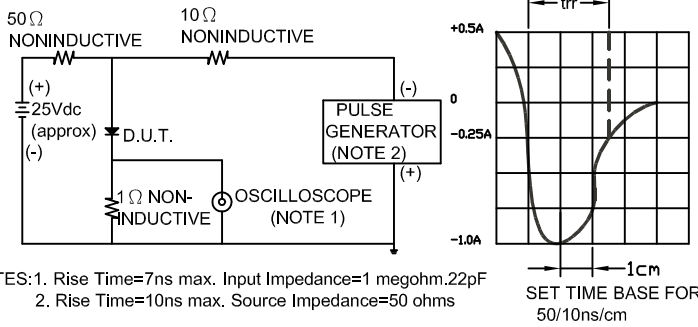 50Ω
NONINDUCTIVE
10Ω
NONINDUCTIVE
(+)
25Vdc
(approx)
(-)
D.U.T.
1Ω NON-
INDUCTIVE
OSCILLOSCOPE
(NOTE 1)
(-)
PULSE
GENERATOR
(NOTE 2)
(+)
trr
+0.5A
0
-0.25A
-1.0A
1cm
SET TIME BASE FOR
50/10ns/cm
TES:1. Rise Time=7ns max. Input Impedance=1 megohm.22pF
2. Rise Time=10ns max. Source Impedance=50 ohms